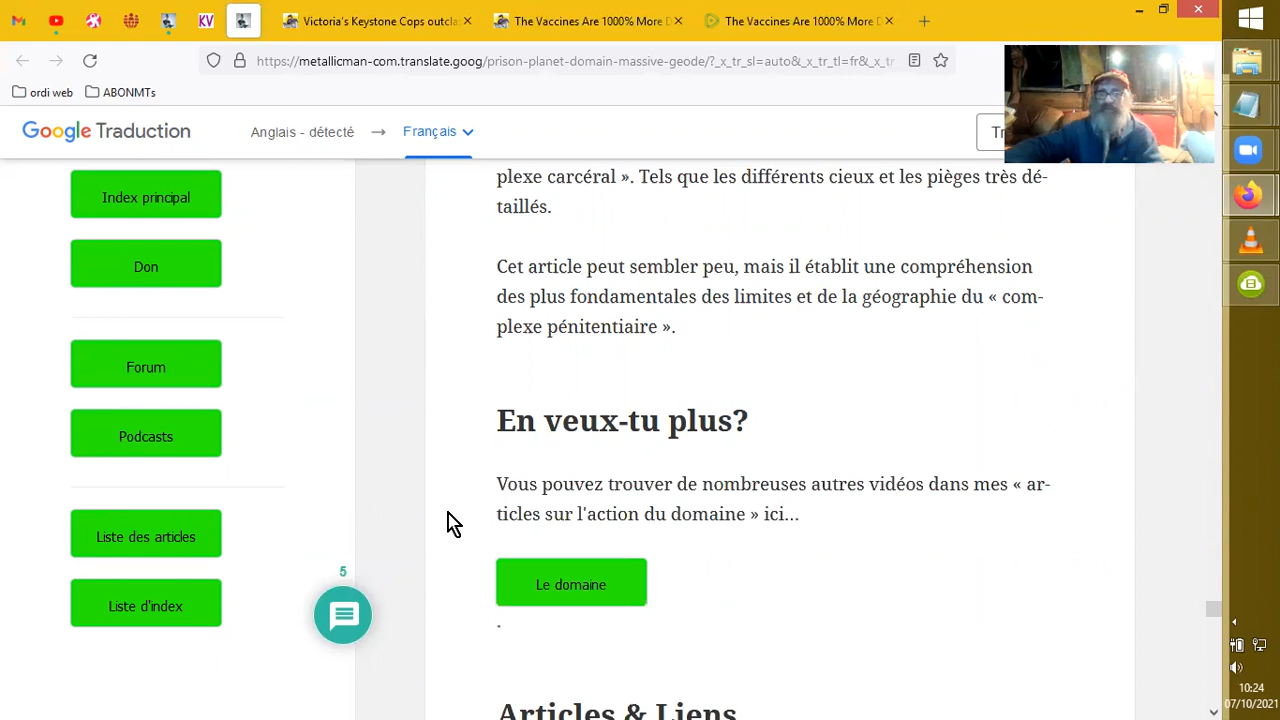 Victoria's Keystone Cops outcla
The Vaccines Are 1000% More D
The Vaccines Are 1000% More D
KV
https://metallicman-com.translate.goog/prison-planet-domain-massive-geode/?_x_tr_sl=auto&_x_tr_tl=fr&_x_tr
ordi web
ABONMTs
Google Traduction
Anglais - détecté
Français
Tr
Index principal
Don
Forum
Podcasts
Liste des articles
Liste d'index
5
plexe carcéral ». Tels que les différents cieux et les pièges très dé-
taillés.
Cet article peut sembler peu, mais il établit une compréhension
des plus fondamentales des limites et de la géographie du « com-
plexe pénitentiaire ».
En veux-tu plus?
Vous pouvez trouver de nombreuses autres vidéos dans mes « ar-
ticles sur l'action du domaine » ici...
Le domaine
.
Articles & Liens
10:24
07/10/2021